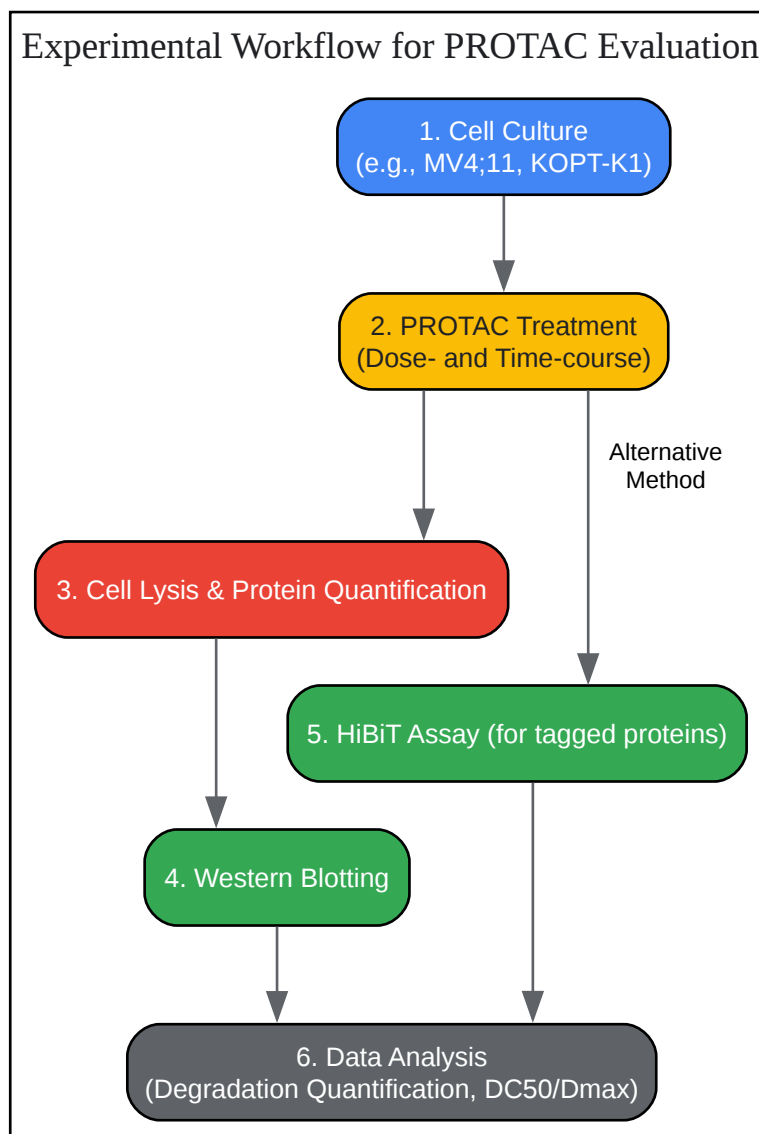 Experimental Workflow for PROTAC Evaluation
1. Cell Culture
(e.g., MV4;11, KOPT-K1)
2. PROTAC Treatment
(Dose- and Time-course)
Alternative
Method
3. Cell Lysis & Protein Quantification
5. HiBiT Assay (for tagged proteins)
4. Western Blotting
6. Data Analysis
(Degradation Quantification, DC50/Dmax)